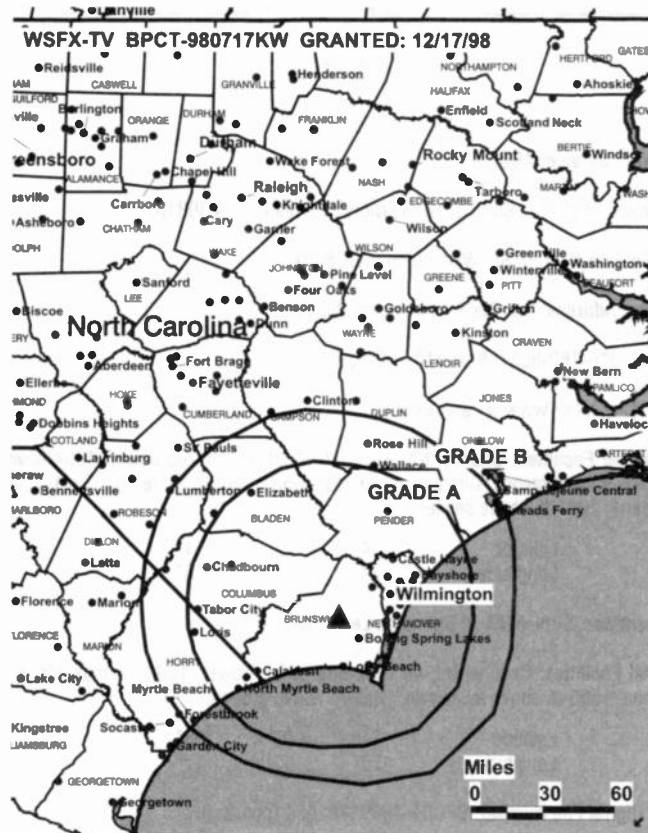 WSFX-TV BPCT-980717KW GRANTED: 12/17/98
Reidsville
CASWELL
GRANVILLE
Henderson
NORTHAMPTON
HERTFORD
GATES
Ahoskie
HALIFAX
Enfield
Scotland Neck
GUILFORD
Burlington
ORANGE
DURHAM
FRANKLIN
BERTIE
Graham
Durham
Wake Forest
Rocky Mount
ALAMANCE
Chapel Hill
Raleigh
NASH
Tarboro
EDGECOMBE
Carrboro
Knightdale
Asheboro
CHATHAM
Cary
Garner
Wilson
WAKE
WILSON
Greenville
Washington
JOHNSTON
Pine Level
GREENE
Winterville
PITT
BEAUFORT
Sanford
LEE
Four Oaks
Biscoe
Benson
Goldsboro
Grifton
North Carolina
Dunn
WAYNE
Kinston
CRAVEN
Aberdeen
Fort Bragg
LENOIR
New Bern
PAMLICO
Fayetteville
HOKE
Clinton
JONES
CUMBERLAND
SAMPSON
DUPLIN
Dobbins Heights
Havelock
SCOTLAND
ONSLOW
Laurinburg
St Pauls
Rose Hill
Wallace
GRADE B
Bennettsville
Lumberton
Elizabeth
GRADE A
Camp Lejeune Central
ROBESON
BLADEN
PENDER
Sneads Ferry
DILLON
Latta
Chadbourn
Castle Hayne
Bayshore
COLUMBUS
Wilmington
Florence
Marion
Tabor City
BRUNSWICK
NEW HANOVER
FLORENCE
MARION
Loris
Boiling Spring Lakes
HORRY
Calabash
Long Beach
Lake City
Myrtle Beach
North Myrtle Beach
Forestbrook
Kingstree
Socastee
Garden City
GEORGETOWN
Georgetown
Miles
0 30 60